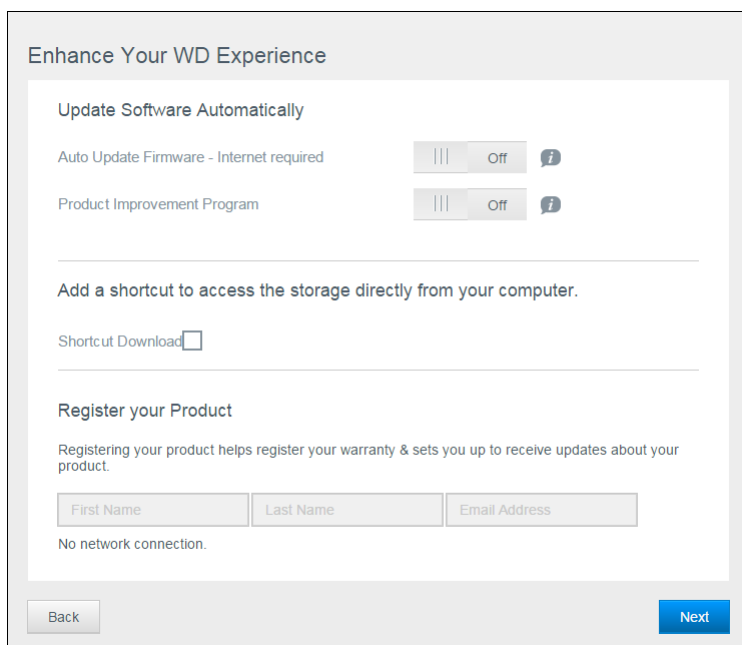 Enhance Your WD Experience
Update Software Automatically
Auto Update Firmware - Internet required
Off
Product Improvement Program
Off
Add a shortcut to access the storage directly from your computer.
Shortcut Download
Register your Product
Registering your product helps register your warranty & sets you up to receive updates about your
product.
First Name
Last Name
Email Address
No network connection.
Back
Next